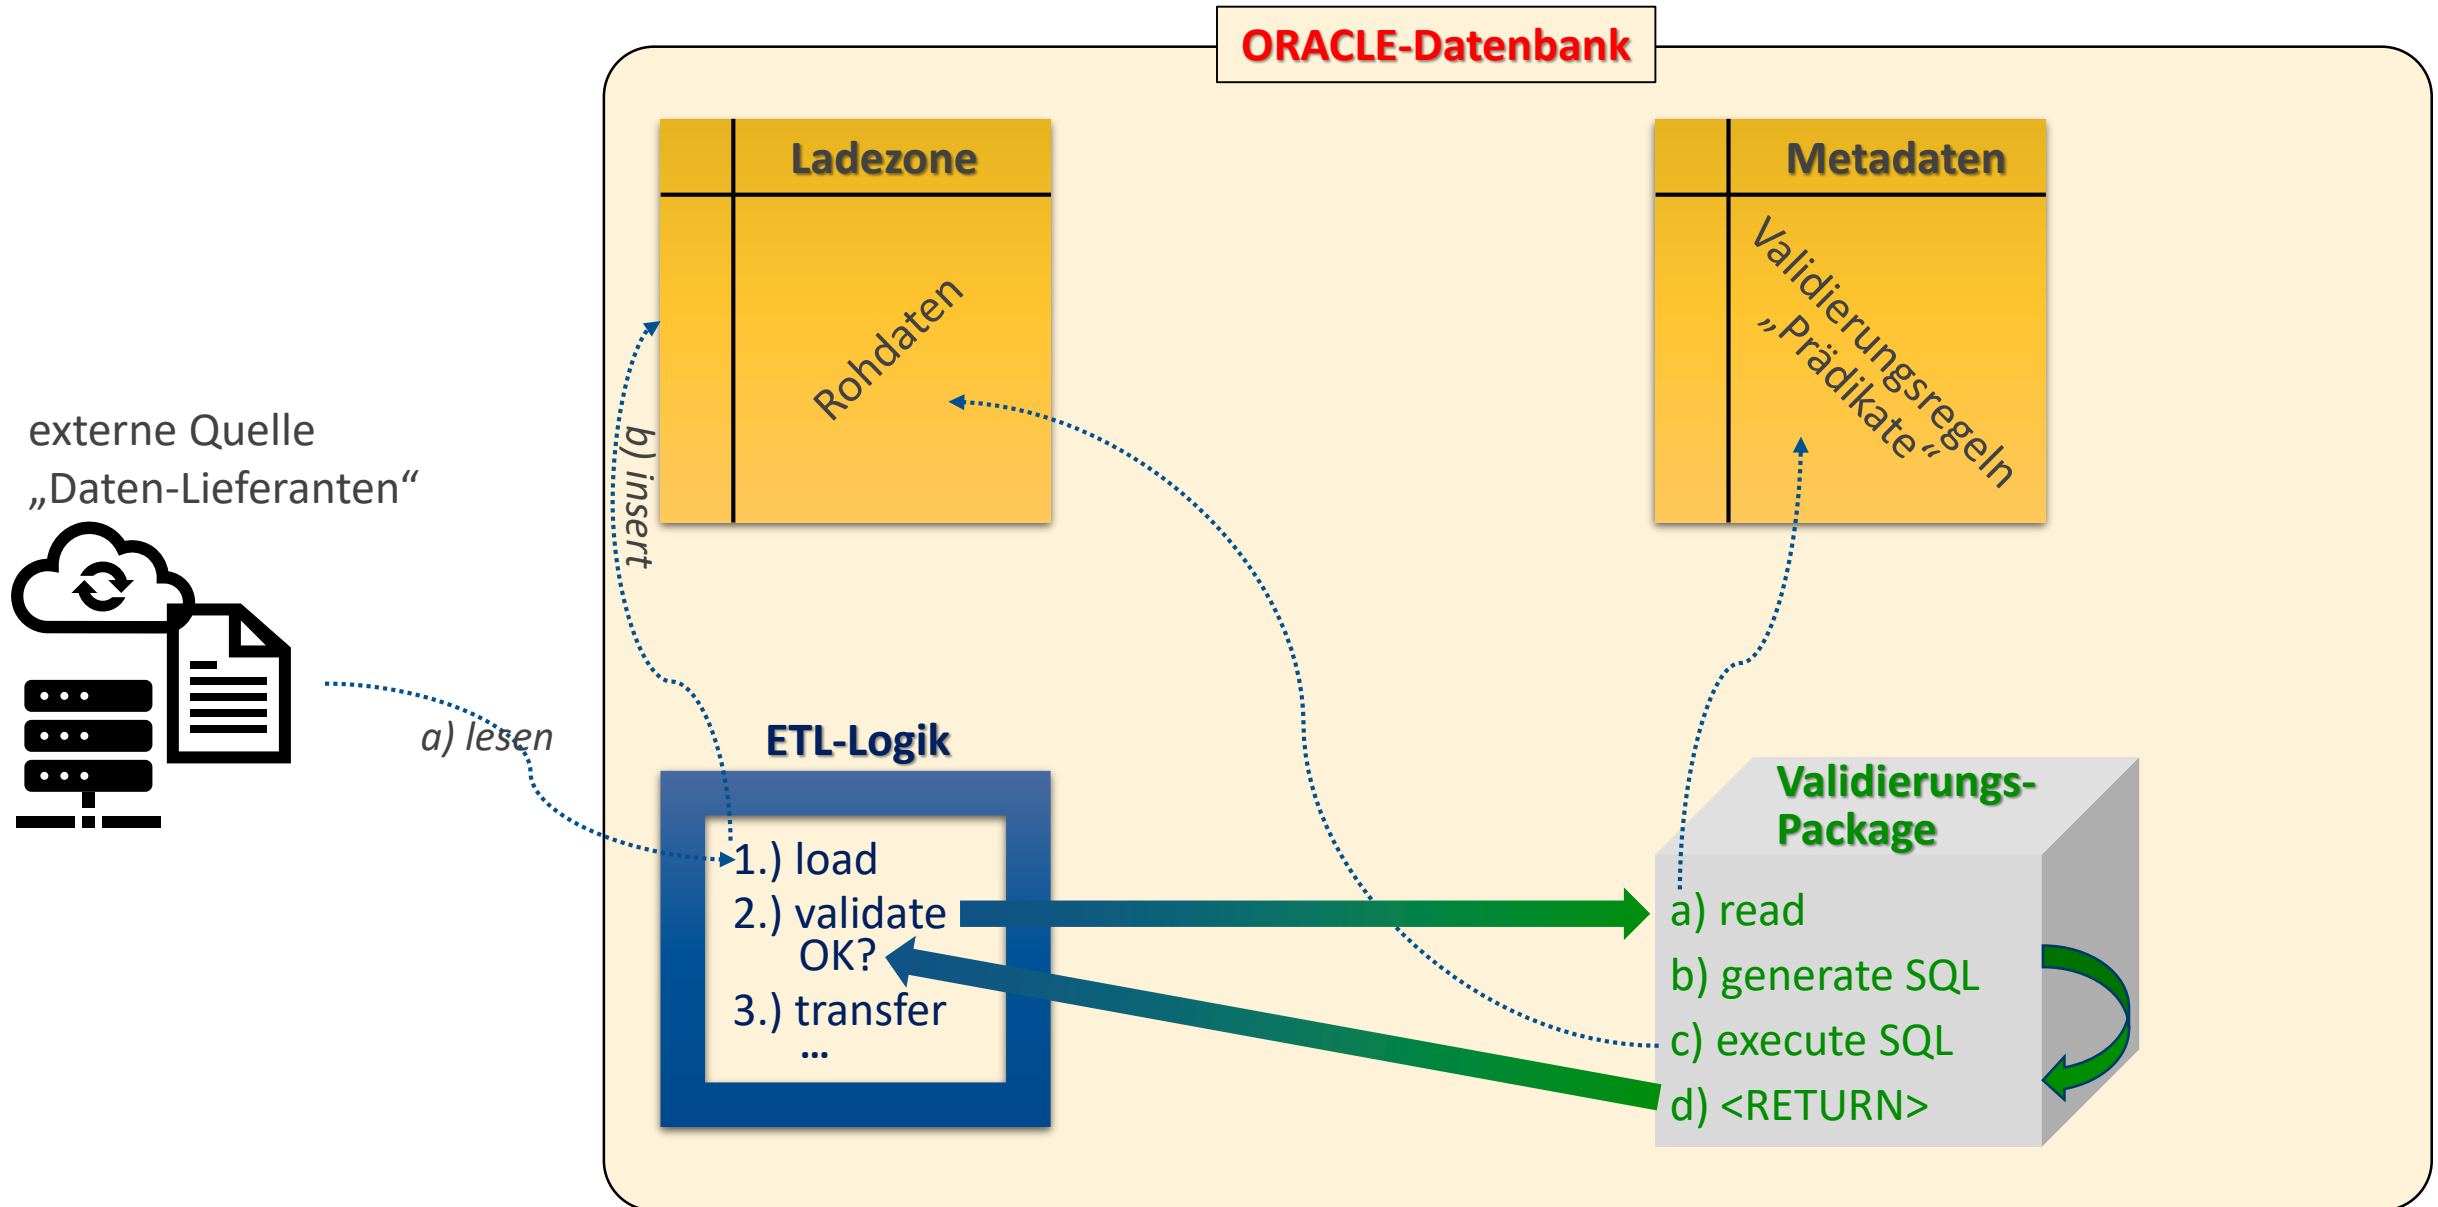 ORACLE-Datenbank
Ladezone
Rohdaten
Metadaten
Validierungsregeln
„Prädikate“
externe Quelle
„Daten-Lieferanten“
a) lesen
b) insert
ETL-Logik
1.) load
2.) validate
OK?
3.) transfer
...
Validierungs-
Package
a) read
b) generate SQL
c) execute SQL
d) <RETURN>